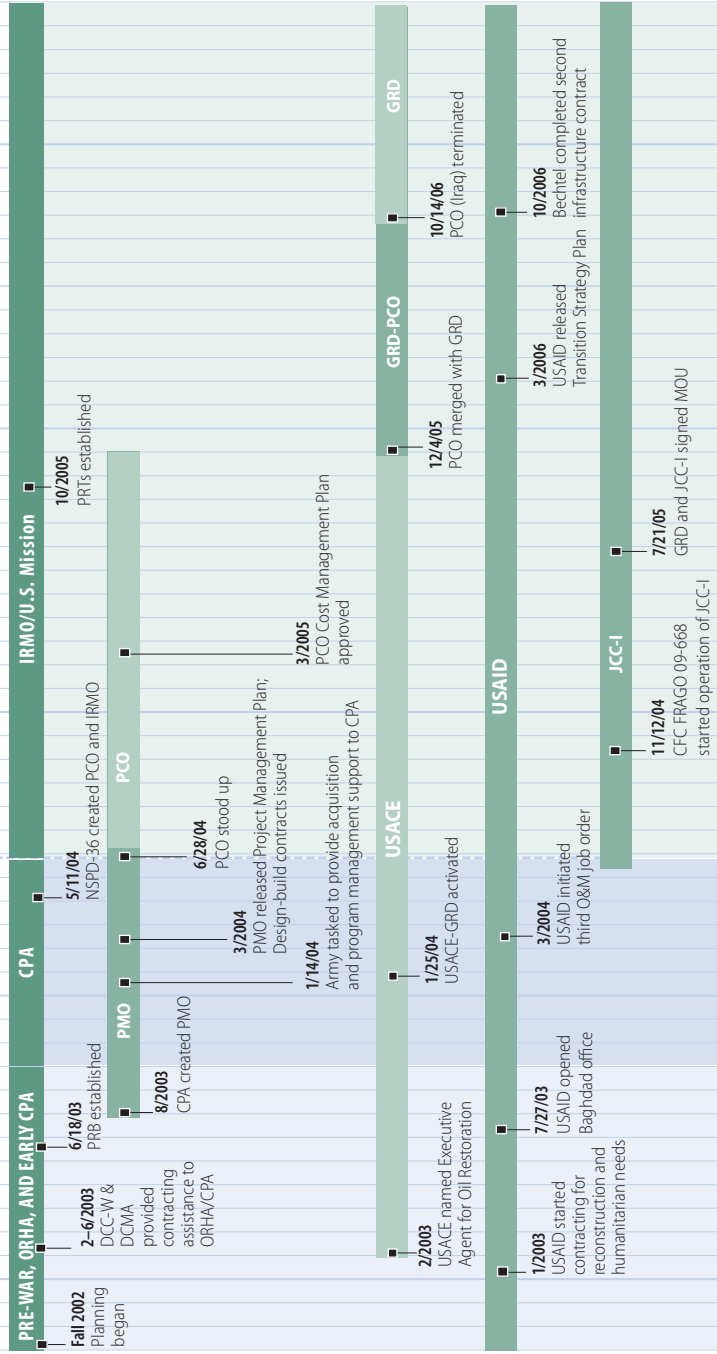 PRE-WAR, ORHA, AND EARLY CPA
CPA
IRMO/U.S. Mission
Fall 2002
Planning
began
2–6/2003
DCC-W &
DCMA
provided
contracting
assistance to
ORHA/CPA
6/18/03
PRB established
5/11/04
NSPD-36 created PCO and IRMO
10/2005
PRTs established
PMO
PCO
8/2003
CPA created PMO
1/14/04
Army tasked to provide acquisition
and program management support to CPA
3/2004
PMO released Project Management Plan;
Design-build contracts issued
6/28/04
PCO stood up
3/2005
PCO Cost Management Plan
approved
USACE
GRD-PCO
GRD
2/2003
USACE named Executive
Agent for Oil Restoration
1/25/04
USACE-GRD activated
12/4/05
PCO merged with GRD
10/14/06
PCO (Iraq) terminated
USAID
1/2003
USAID started
contracting for
reconstruction and
humanitarian needs
7/27/03
USAID opened
Baghdad office
3/2004
USAID initiated
third O&M job order
3/2006
USAID released
Transition Strategy Plan
10/2006
Bechtel completed second
infrastructure contract
JCC-I
11/12/04
CFC FRAGO 09-668
started operation of JCC-I
7/21/05
GRD and JCC-I signed MOU